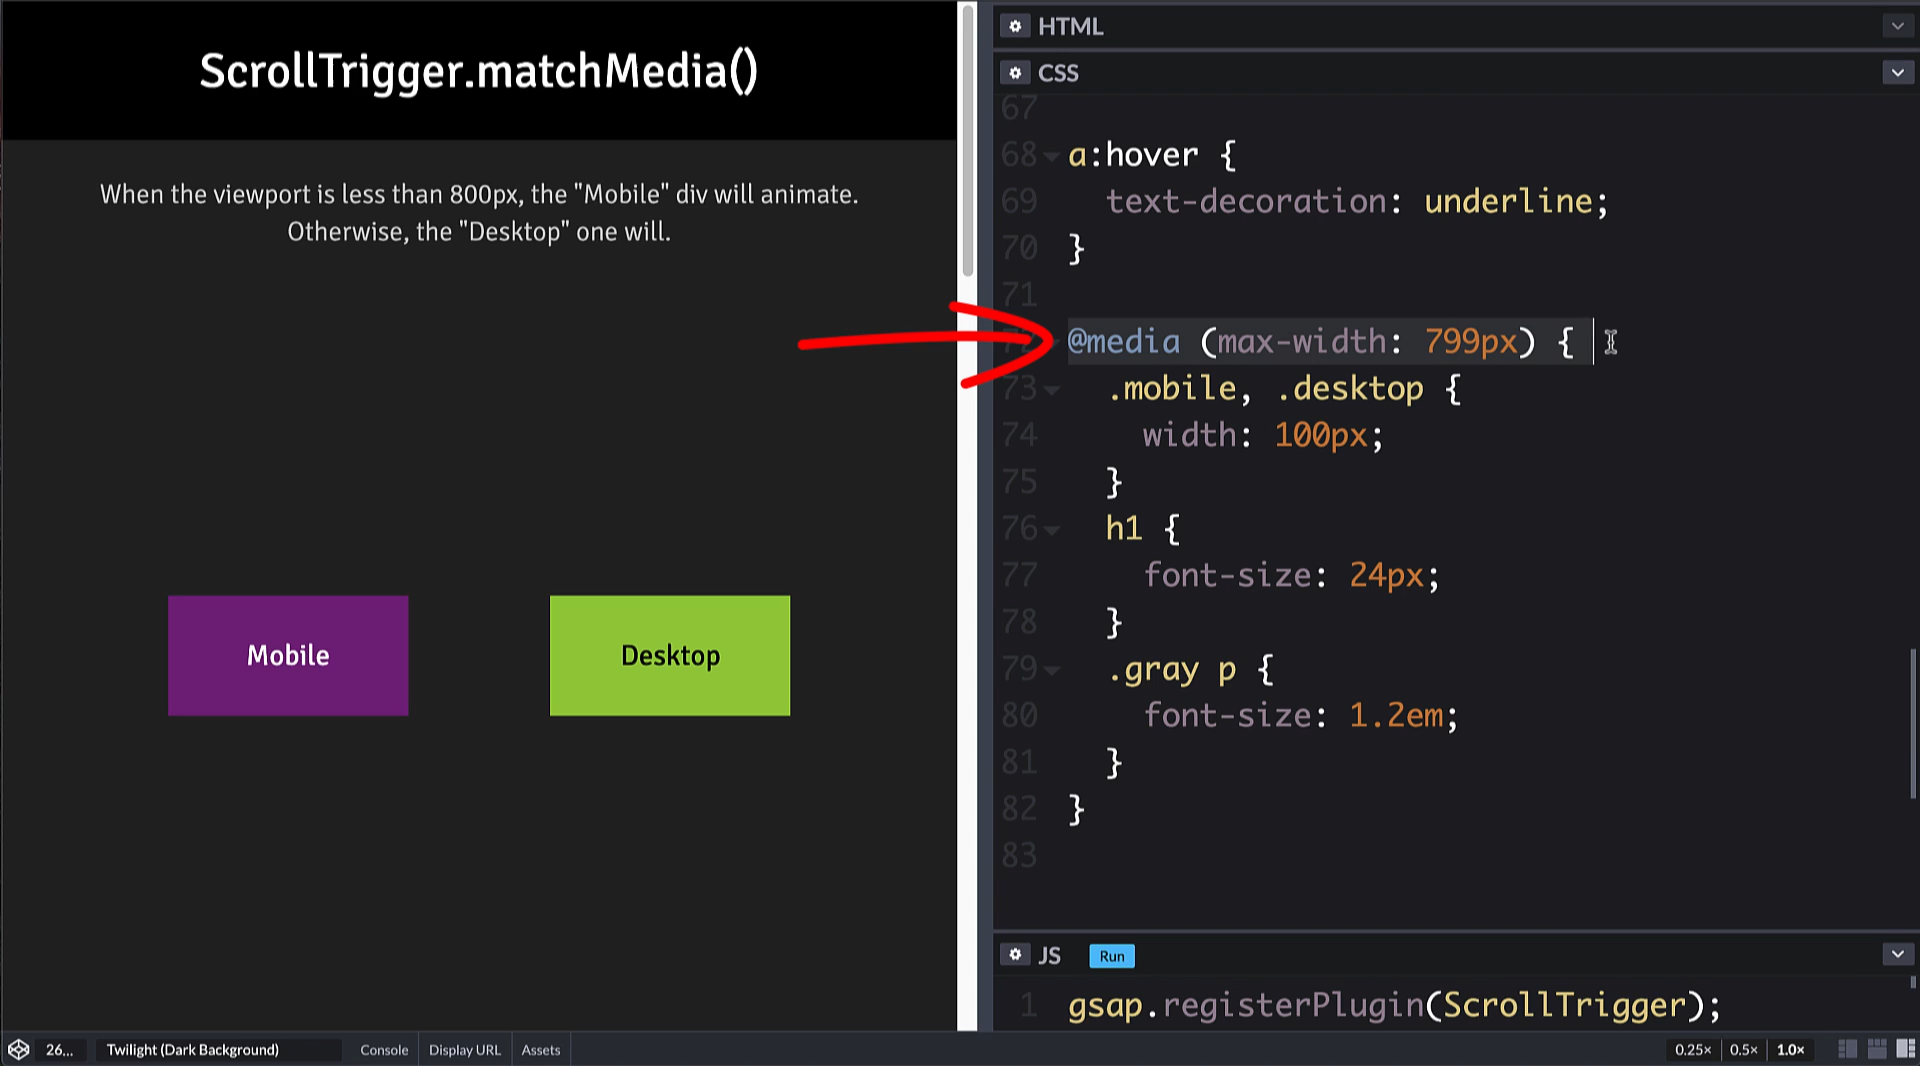 ScrollTrigger.matchMedia()
When the viewport is less than 800px, the "Mobile" div will animate.
Otherwise, the "Desktop" one will.
Mobile
Desktop
HTML
CSS
67
68 a:hover {
69 text-decoration: underline;
70 }
71
72 @media (max-width: 799px) {
73 .mobile, .desktop {
74 width: 100px;
75 }
76 h1 {
77 font-size: 24px;
78 }
79 .gray p {
80 font-size: 1.2em;
81 }
82 }
83
JS Run
1 gsap.registerPlugin(ScrollTrigger);
26... Twilight (Dark Background) Console Display URL Assets 0.25× 0.5× 1.0×